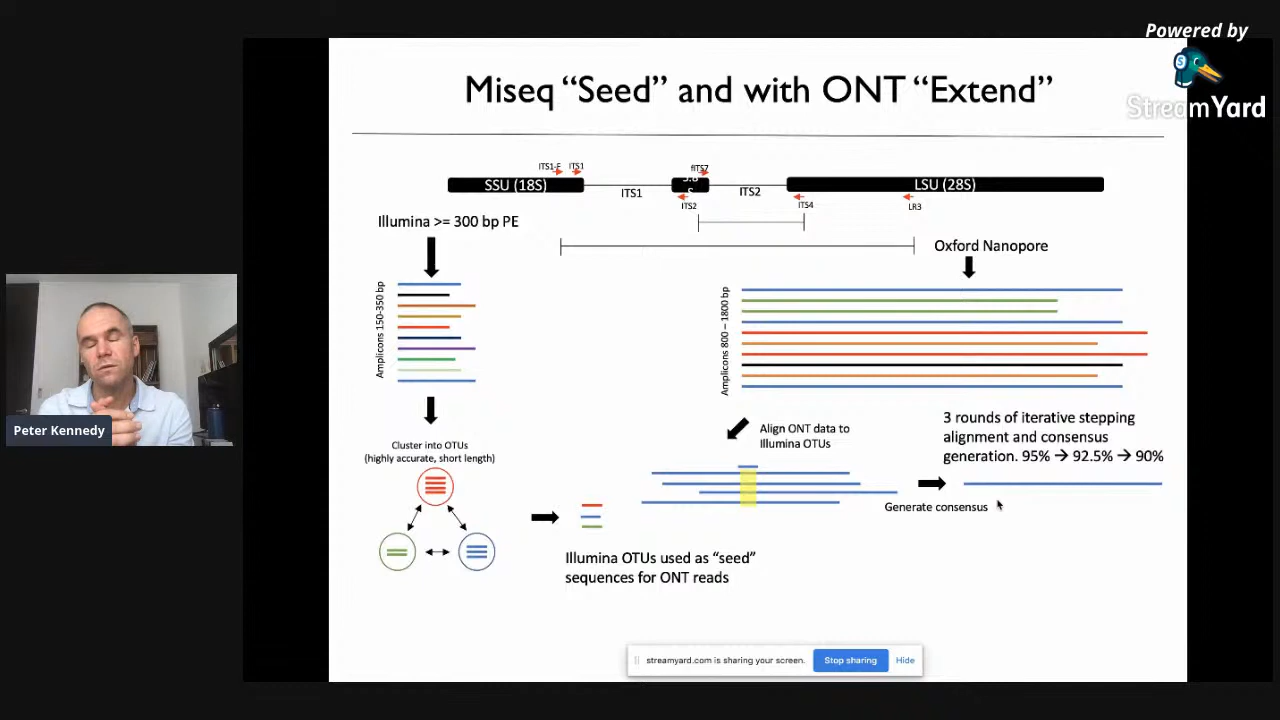 Powered by
StreamYard
Miseq “Seed” and with ONT “Extend”
ITS1-F
ITS1
fITS7
SSU (18S)
5.8
S
LSU (28S)
ITS1
ITS2
ITS2
ITS4
LR3
Illumina >= 300 bp PE
Oxford Nanopore
Amplicons 150-350 bp
Amplicons 800 – 1800 bp
Peter Kennedy
Cluster into OTUs
(highly accurate, short length)
Align ONT data to
Illumina OTUs
3 rounds of iterative stepping
alignment and consensus
generation. 95% → 92.5% → 90%
Generate consensus
Illumina OTUs used as “seed”
sequences for ONT reads
streamyard.com is sharing your screen.
Stop sharing
Hide